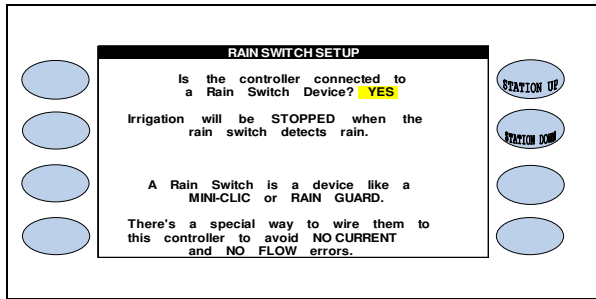 RAIN SWITCH SETUP
Is the controller connected to
a Rain Switch Device? YES
STATION UP
Irrigation will be STOPPED when the
rain switch detects rain.
STATION DOWN
A Rain Switch is a device like a
MINI-CLIC or RAIN GUARD.
There's a special way to wire them to
this controller to avoid NO CURRENT
and NO FLOW errors.